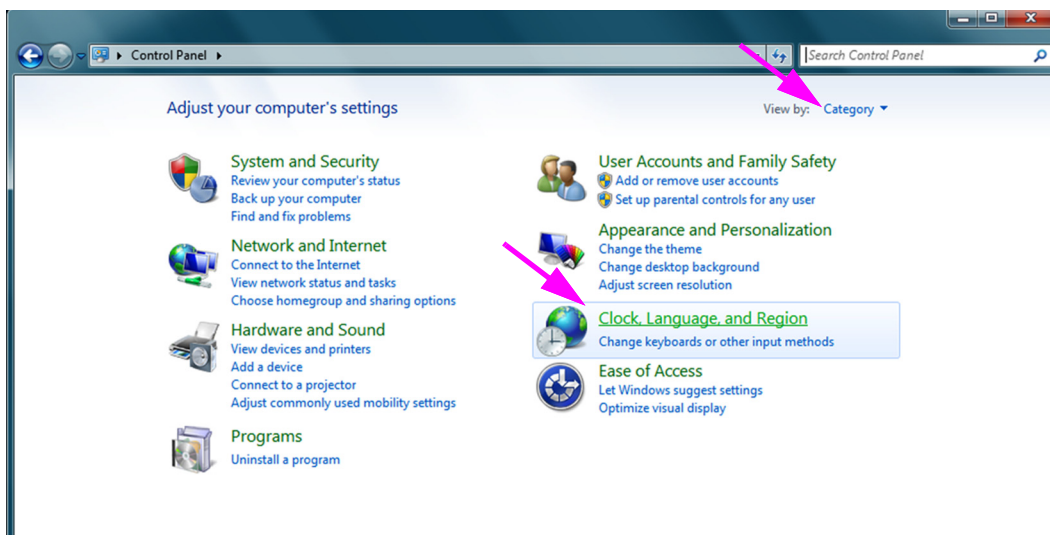 Control Panel
Search Control Panel
Adjust your computer's settings
View by: Category
System and Security
Review your computer's status
Back up your computer
Find and fix problems
Network and Internet
Connect to the Internet
View network status and tasks
Choose homegroup and sharing options
Hardware and Sound
View devices and printers
Add a device
Connect to a projector
Adjust commonly used mobility settings
Programs
Uninstall a program
User Accounts and Family Safety
Add or remove user accounts
Set up parental controls for any user
Appearance and Personalization
Change the theme
Change desktop background
Adjust screen resolution
Clock, Language, and Region
Change keyboards or other input methods
Ease of Access
Let Windows suggest settings
Optimize visual display